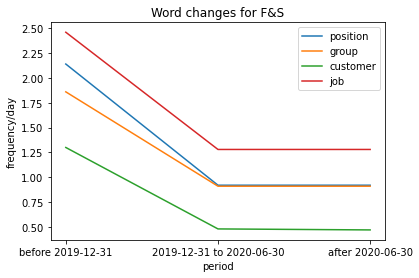 Word changes for F&S
2.50
2.25
2.00
1.75
1.50
1.25
1.00
0.75
0.50
frequency/day
position
group
customer
job
before 2019-12-31 2019-12-31 to 2020-06-30 after 2020-06-30
period